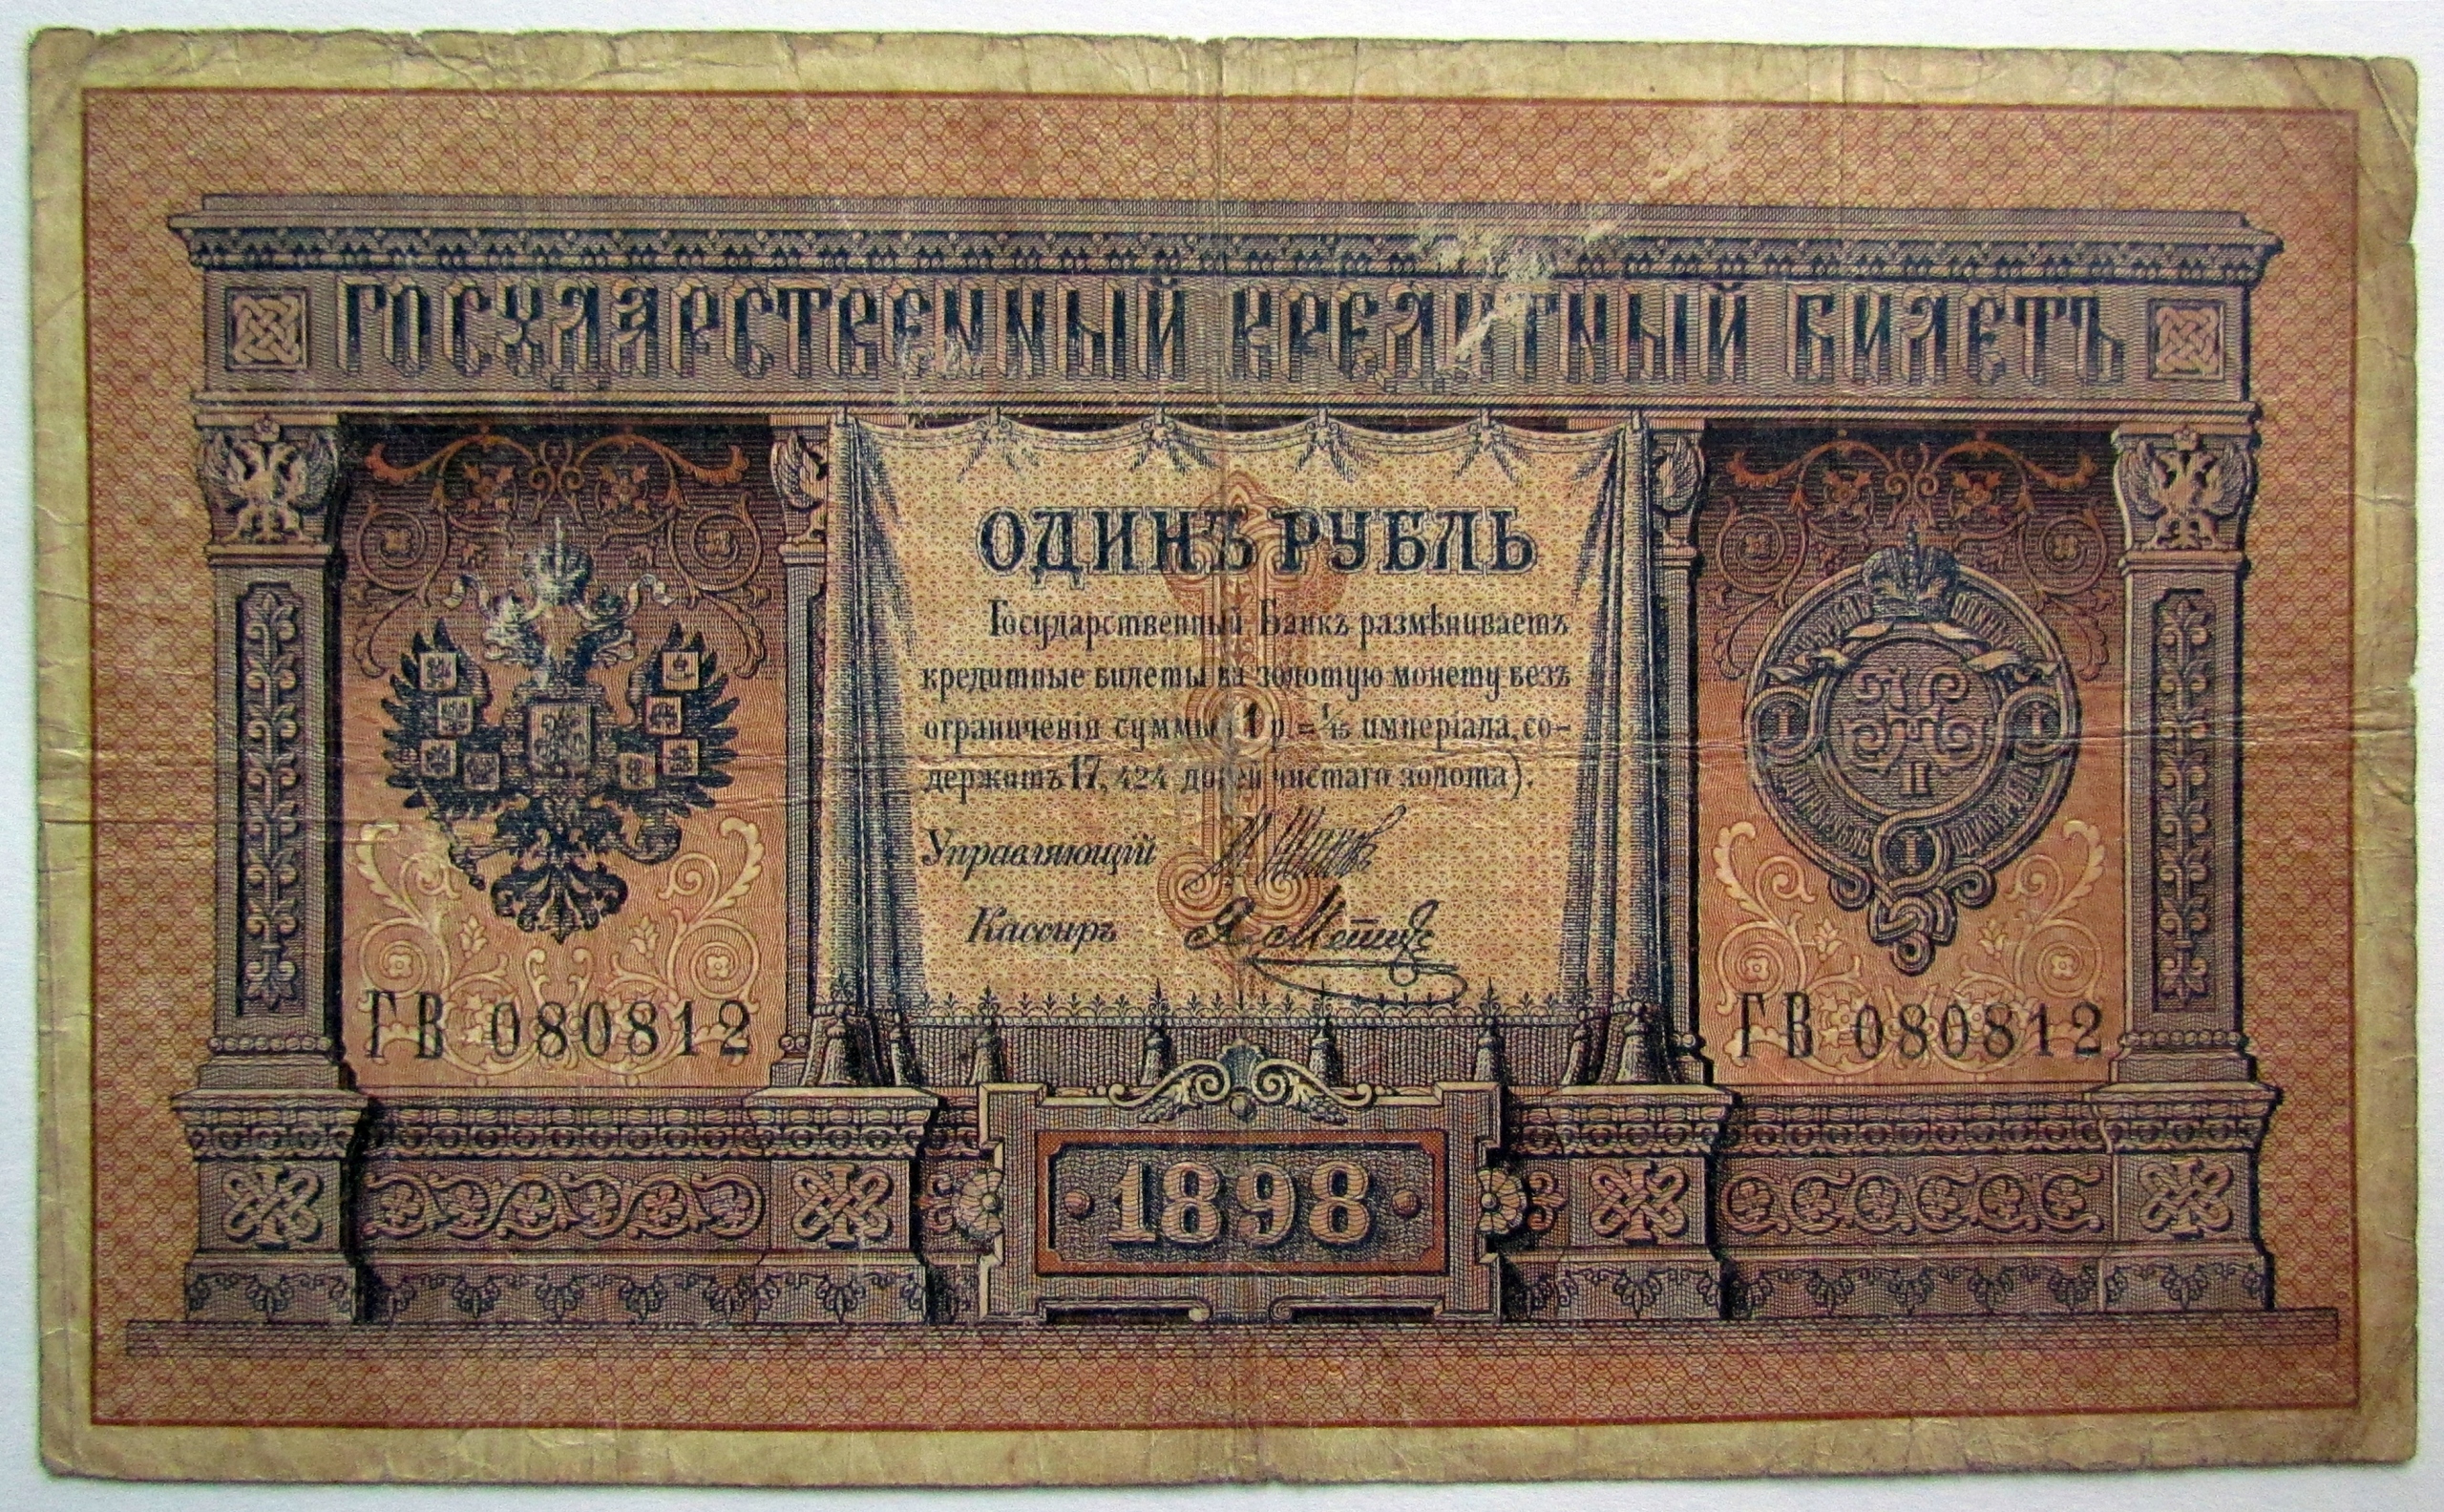 ГОСУДАРСТВЕННЫЙ КРЕДИТНЫЙ БИЛЕТЪ
ОДИНЪ РУБЛЬ
Государственный Банкъ размѣниваетъ
кредитные билеты на золотую монету безъ
ограниченія суммы (1 р.= 1/15 имперіала, со-
держитъ 17, 424 долей чистаго золота).
Управляющій
Кассиръ
ГВ 080812
ГВ 080812
1898